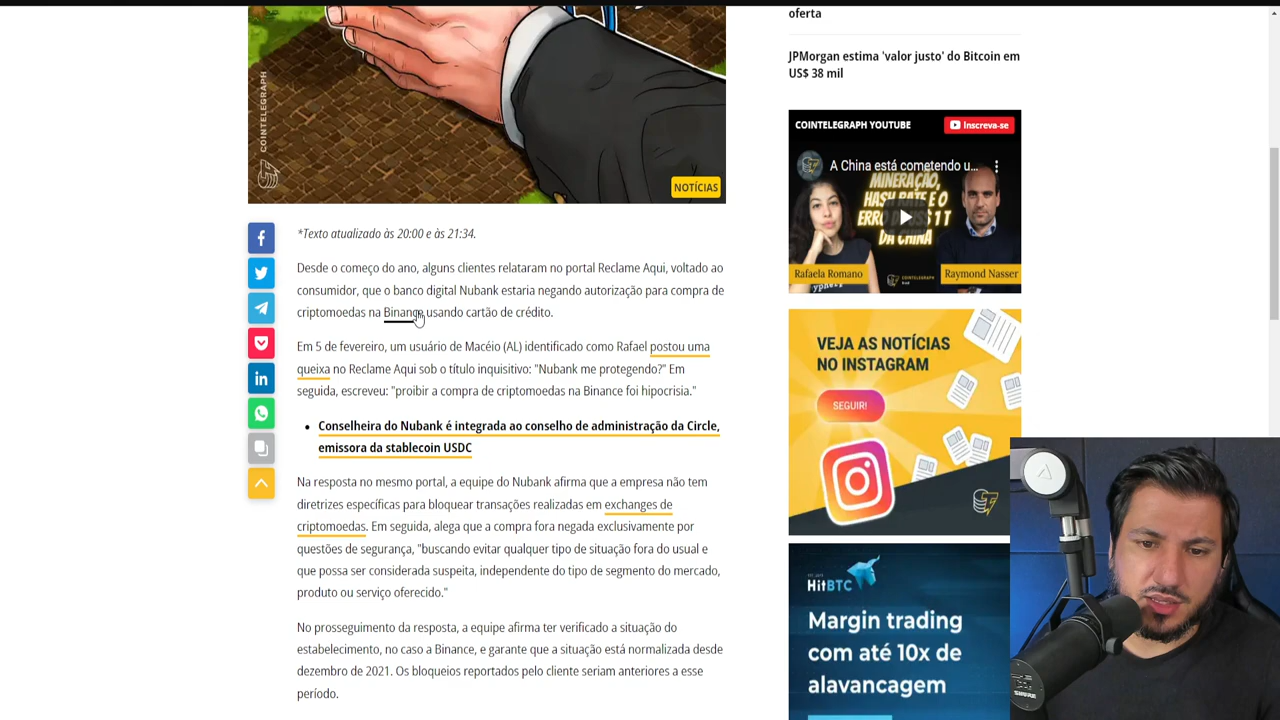 oferta
JPMorgan estima 'valor justo' do Bitcoin em
US$ 38 mil
COINTELEGRAPH
NOTÍCIAS
COINTELEGRAPH YOUTUBE
Inscreva-se
A China está cometendo u...
MINERAÇÃO,
HASH RATE E O
DA CHINA
Rafaela Romano
Raymond Nasser
*Texto atualizado às 20:00 e às 21:34.
Desde o começo do ano, alguns clientes relataram no portal Reclame Aqui, voltado ao
consumidor, que o banco digital Nubank estaria negando autorização para compra de
criptomoedas na Binance usando cartão de crédito.
Em 5 de fevereiro, um usuário de Macéio (AL) identificado como Rafael postou uma
queixa no Reclame Aqui sob o título inquisitivo: "Nubank me protegendo?" Em
seguida, escreveu: "proibir a compra de criptomoedas na Binance foi hipocrisia."
• Conselheira do Nubank é integrada ao conselho de administração da Circle,
emissora da stablecoin USDC
Na resposta no mesmo portal, a equipe do Nubank afirma que a empresa não tem
diretrizes específicas para bloquear transações realizadas em exchanges de
criptomoedas. Em seguida, alega que a compra fora negada exclusivamente por
questões de segurança, "buscando evitar qualquer tipo de situação fora do usual e
que possa ser considerada suspeita, independente do tipo de segmento do mercado,
produto ou serviço oferecido."
No prosseguimento da resposta, a equipe afirma ter verificado a situação do
estabelecimento, no caso a Binance, e garante que a situação está normalizada desde
dezembro de 2021. Os bloqueios reportados pelo cliente seriam anteriores a esse
período.
VEJA AS NOTÍCIAS
NO INSTAGRAM
SEGUIR!
HitBTC
Margin trading
com até 10x de
alavancagem